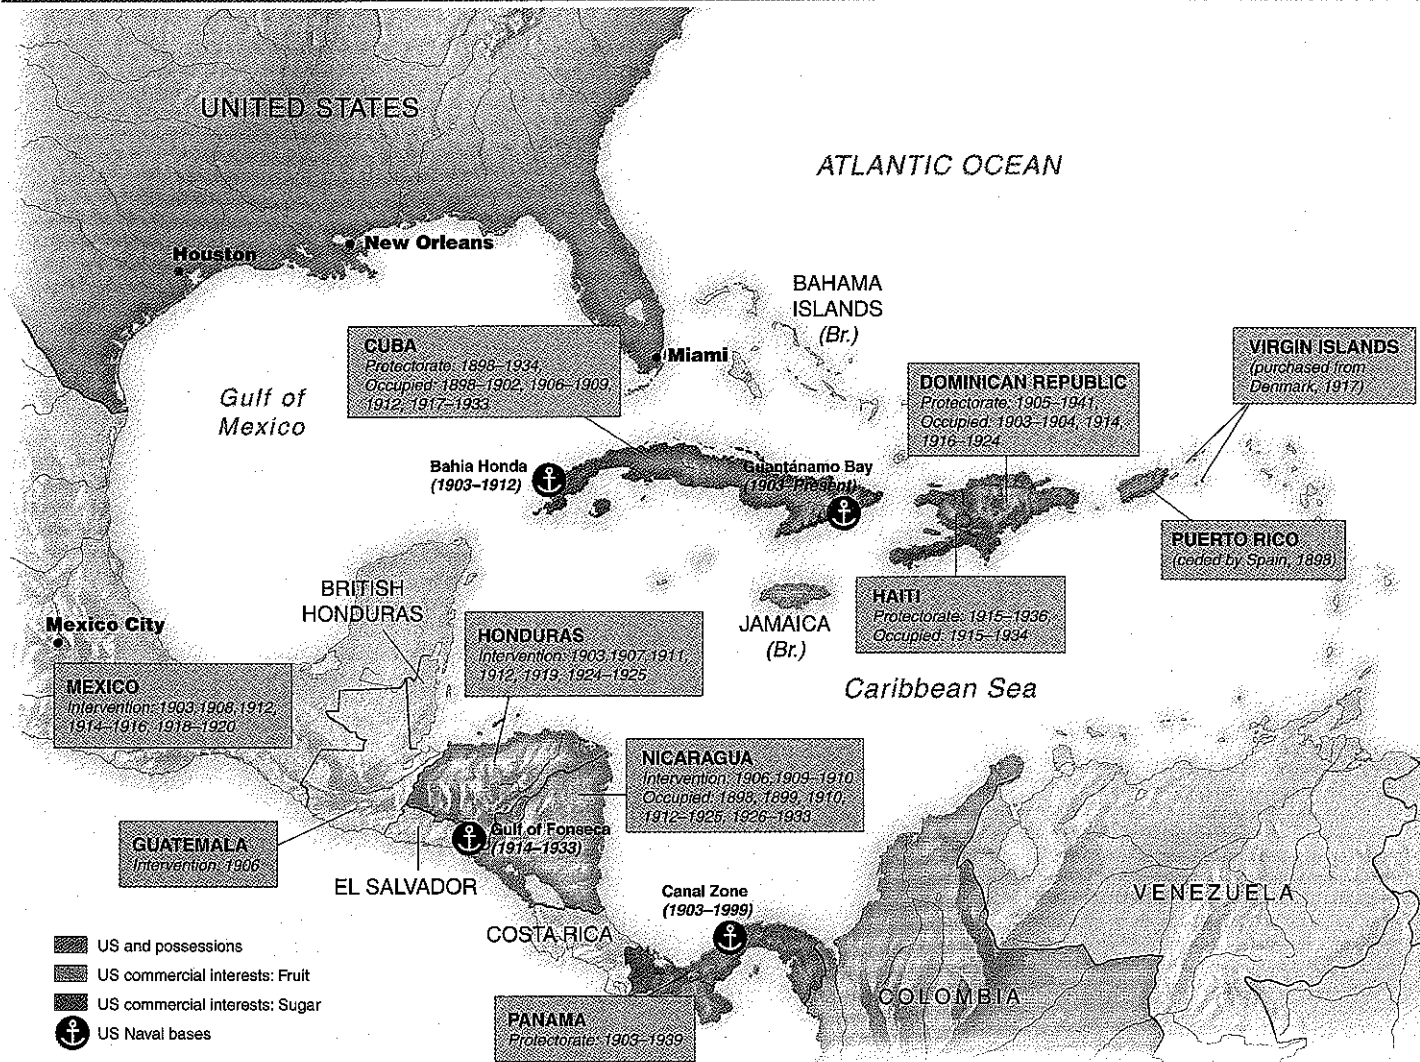 UNITED STATES
ATLANTIC OCEAN
New Orleans
Houston
BAHAMA
ISLANDS
(Br.)
Miami
CUBA
Protectorate: 1898–1934,
Occupied: 1898–1902, 1906–1909,
1912, 1917–1933
Gulf of
Mexico
DOMINICAN REPUBLIC
Protectorate: 1905–1941
Occupied: 1903–1904, 1914,
1916–1924
VIRGIN ISLANDS
(purchased from
Denmark, 1917)
Bahia Honda
(1903–1912)
Guantánamo Bay
(1903–Present)
PUERTO RICO
(ceded by Spain, 1898)
BRITISH
HONDURAS
JAMAICA
(Br.)
HAITI
Protectorate: 1915–1936,
Occupied: 1915–1934
Mexico City
HONDURAS
Intervention: 1903,1907,1911,
1912, 1919, 1924–1925
Caribbean Sea
MEXICO
Intervention: 1903,1908,1912,
1914–1916, 1918–1920
NICARAGUA
Intervention: 1906,1909–1910
Occupied: 1898, 1899, 1910,
1912–1925, 1926–1933
GUATEMALA
Intervention: 1906
Gulf of Fonseca
(1914–1933)
EL SALVADOR
Canal Zone
(1903–1999)
VENEZUELA
COSTA RICA
COLOMBIA
PANAMA
Protectorate: 1903–1939
US and possessions
US commercial interests: Fruit
US commercial interests: Sugar
US Naval bases